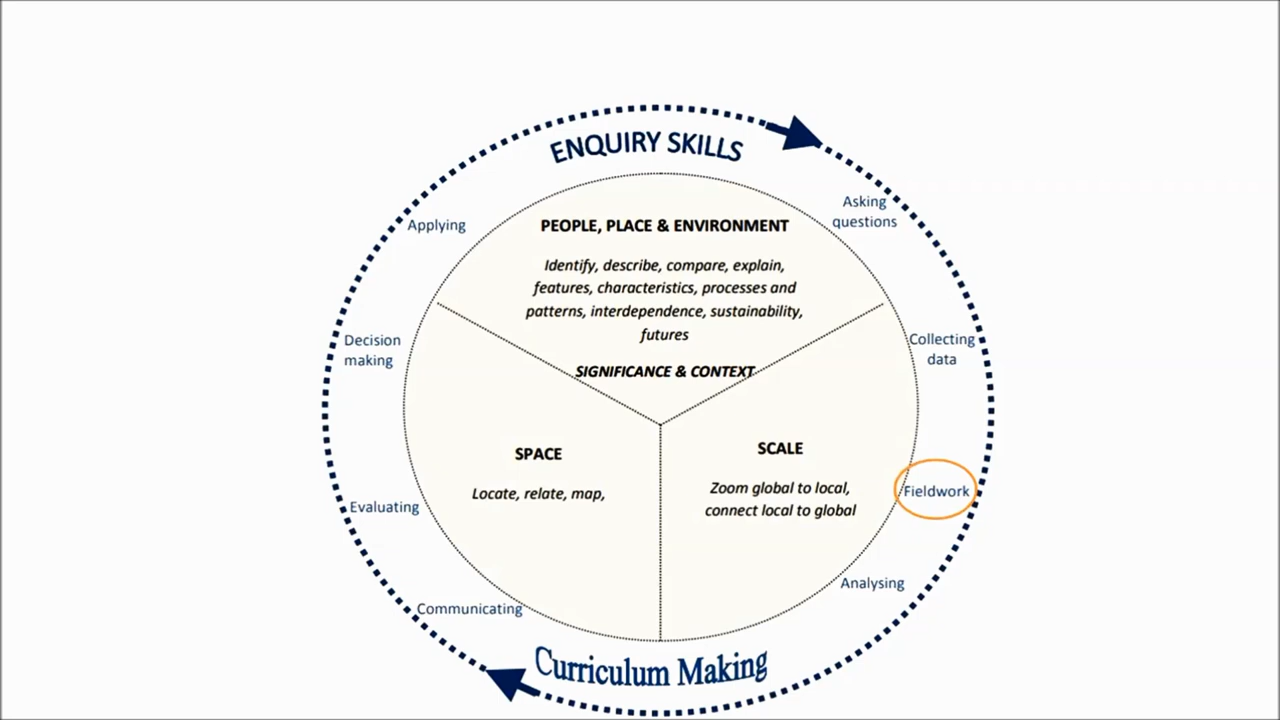 ENQUIRY SKILLS
Asking
questions
Applying
PEOPLE, PLACE & ENVIRONMENT
Identify, describe, compare, explain,
features, characteristics, processes and
patterns, interdependence, sustainability,
futures
SIGNIFICANCE & CONTEXT
Decision
making
Collecting
data
SPACE
Locate, relate, map,
SCALE
Zoom global to local,
connect local to global
Fieldwork
Evaluating
Analysing
Communicating
Curriculum Making